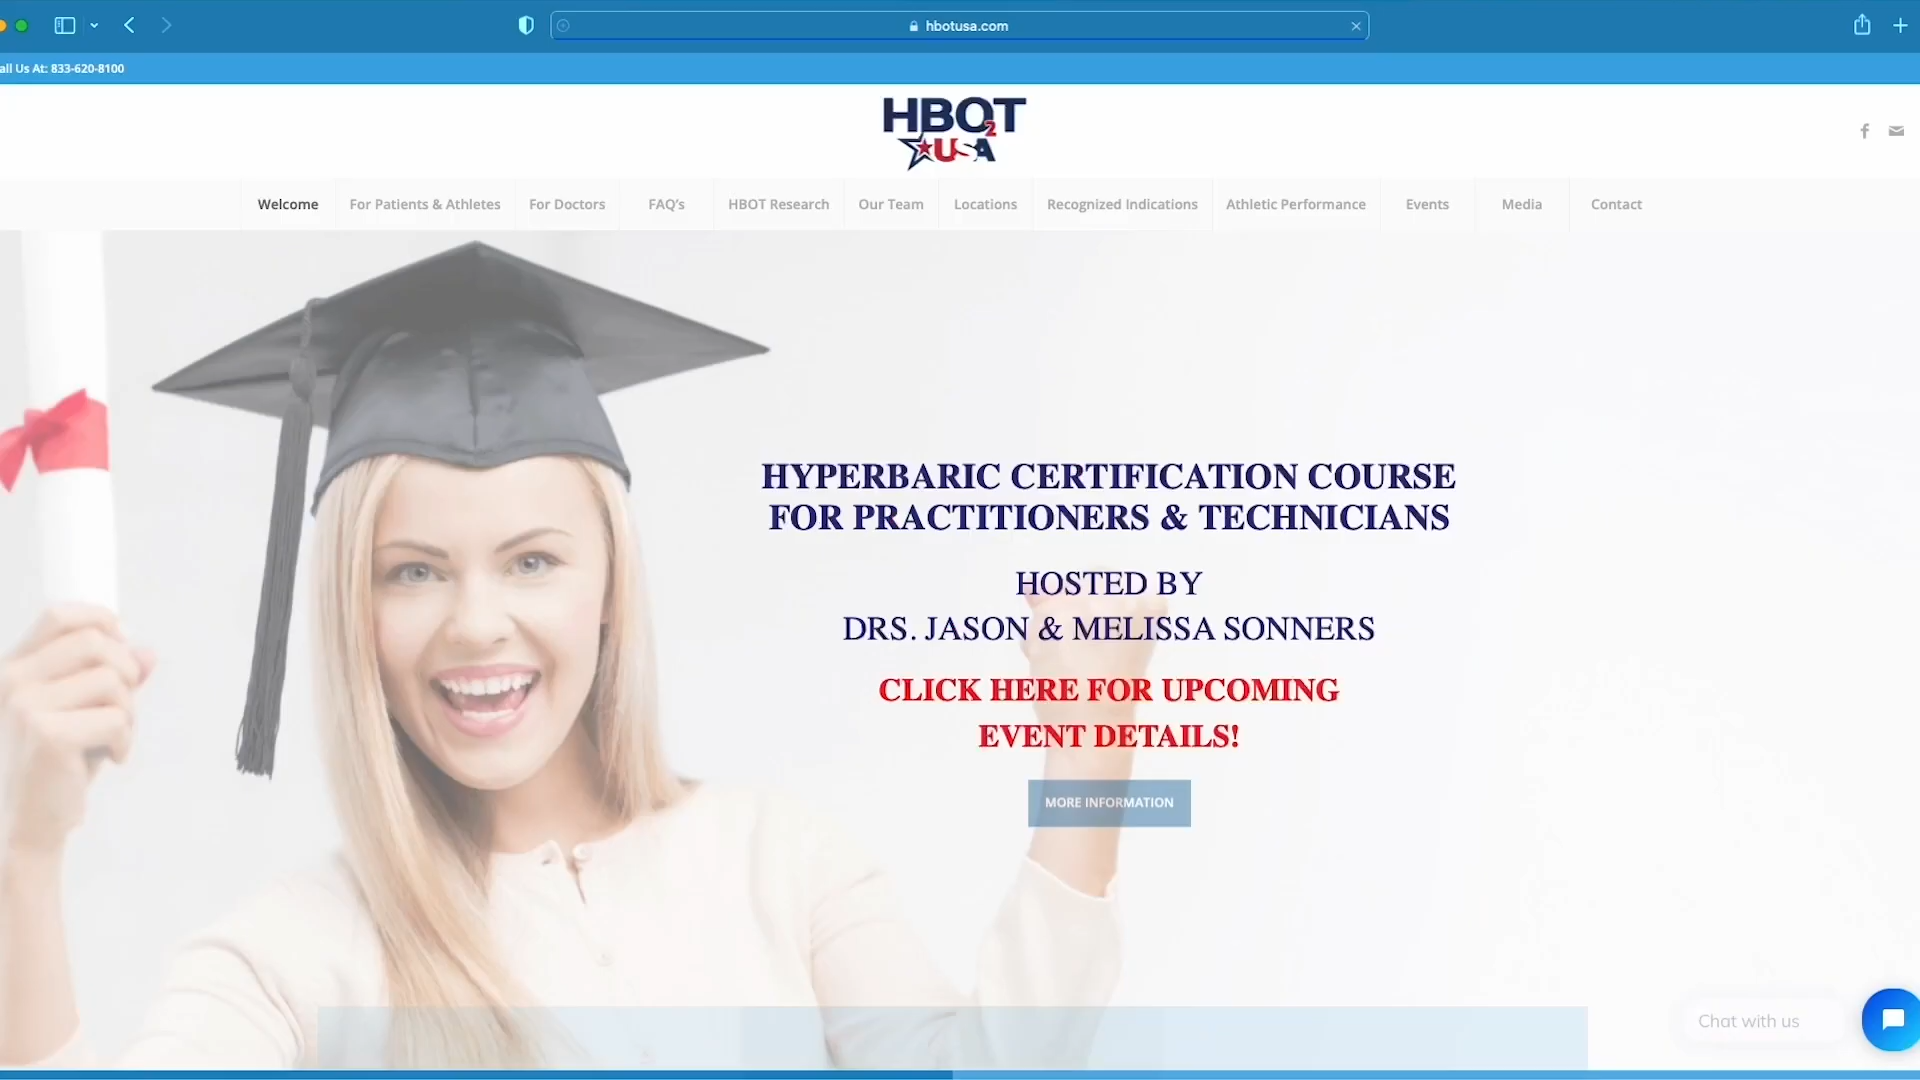 hbotusa.com
all Us At: 833-620-8100
HBOT
2
USA
Welcome
For Patients & Athletes
For Doctors
FAQ's
HBOT Research
Our Team
Locations
Recognized Indications
Athletic Performance
Events
Media
Contact
HYPERBARIC CERTIFICATION COURSE
FOR PRACTITIONERS & TECHNICIANS
HOSTED BY
DRS. JASON & MELISSA SONNERS
CLICK HERE FOR UPCOMING
EVENT DETAILS!
MORE INFORMATION
Chat with us